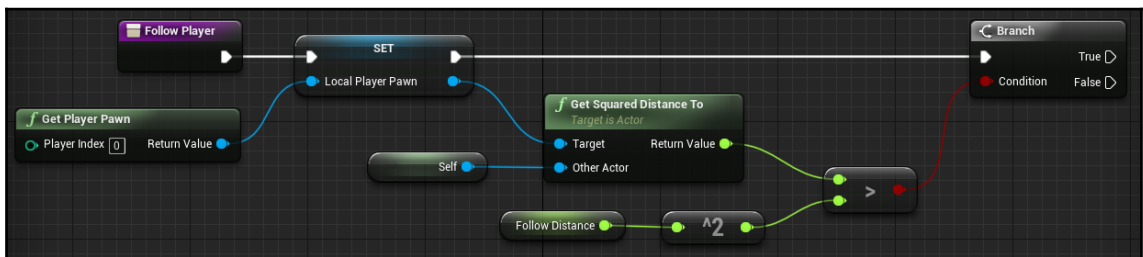 Follow Player
SET
Local Player Pawn
Branch
True
Condition
False
f Get Player Pawn
Player Index 0
Return Value
f Get Squared Distance To
Target is Actor
Target
Return Value
Other Actor
Self
>
Follow Distance
^2